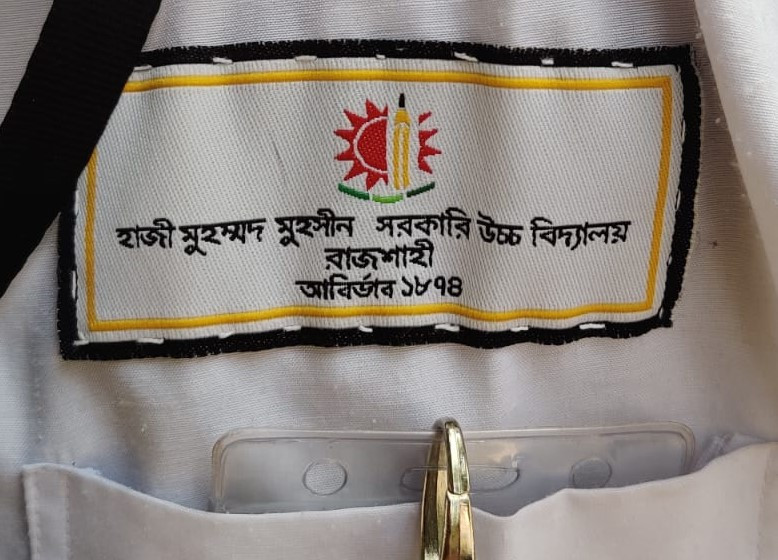 হাজী মুহম্মদ মুহসীন সরকারি উচ্চ বিদ্যালয়
রাজশাহী
আবির্ভাব ১৮৭৪